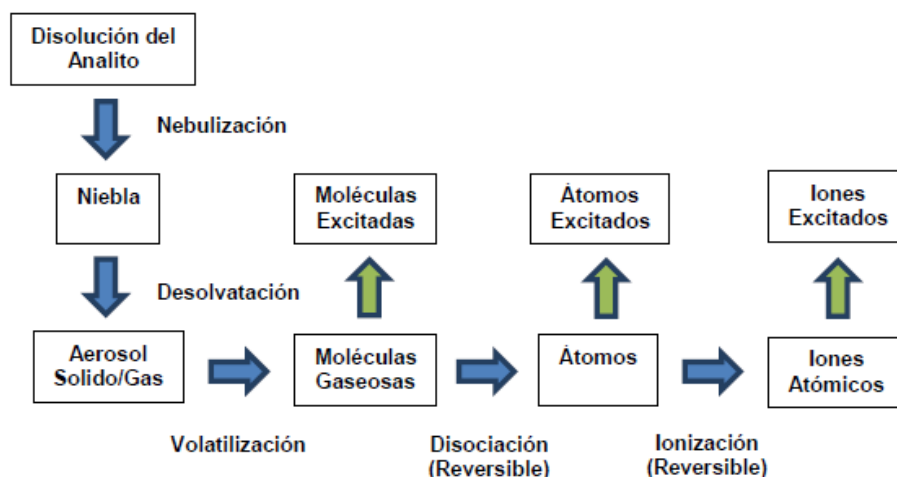 Disolución del
Analito
Nebulización
Niebla
Moléculas
Excitadas
Átomos
Excitados
Iones
Excitados
Desolvatación
Aerosol
Solido/Gas
Moléculas
Gaseosas
Átomos
Iones
Atómicos
Volatilización
Disociación
(Reversible)
Ionización
(Reversible)